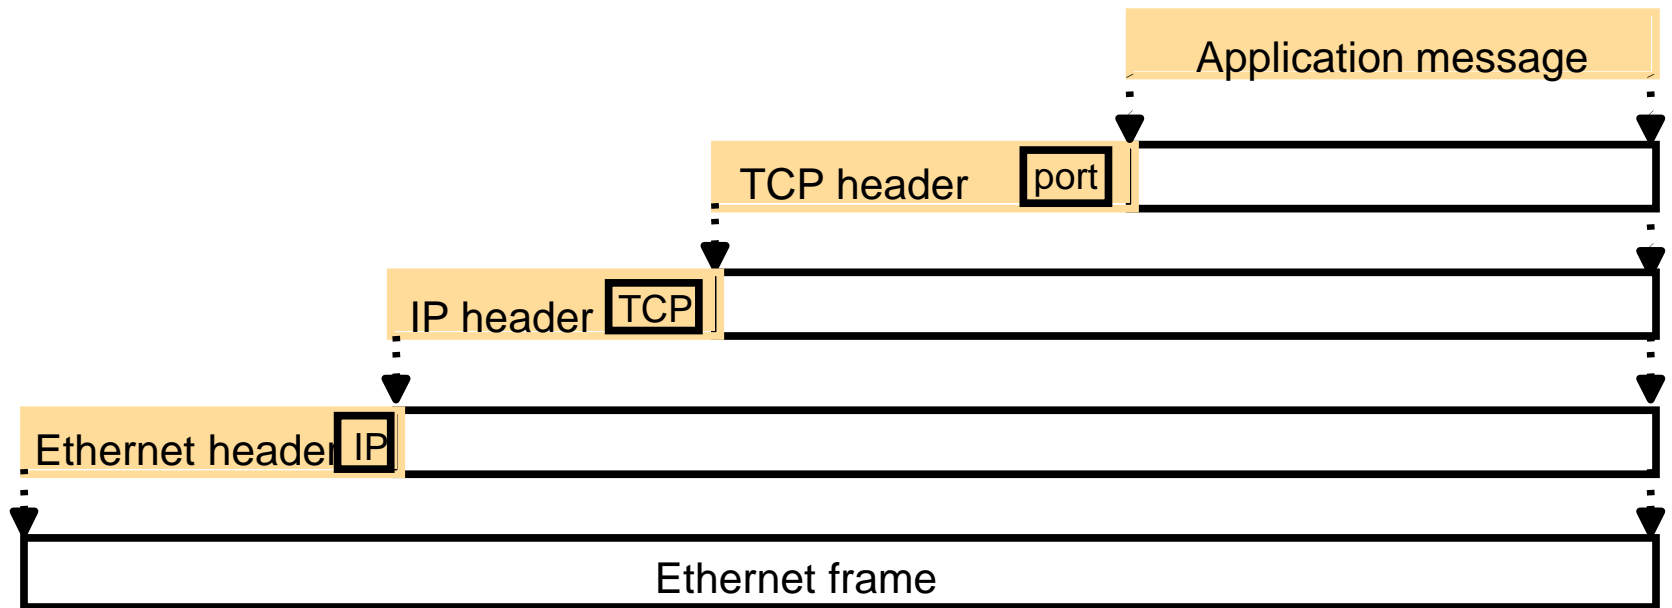 Application message
TCP header port
IP header TCP
Ethernet header IP
Ethernet frame